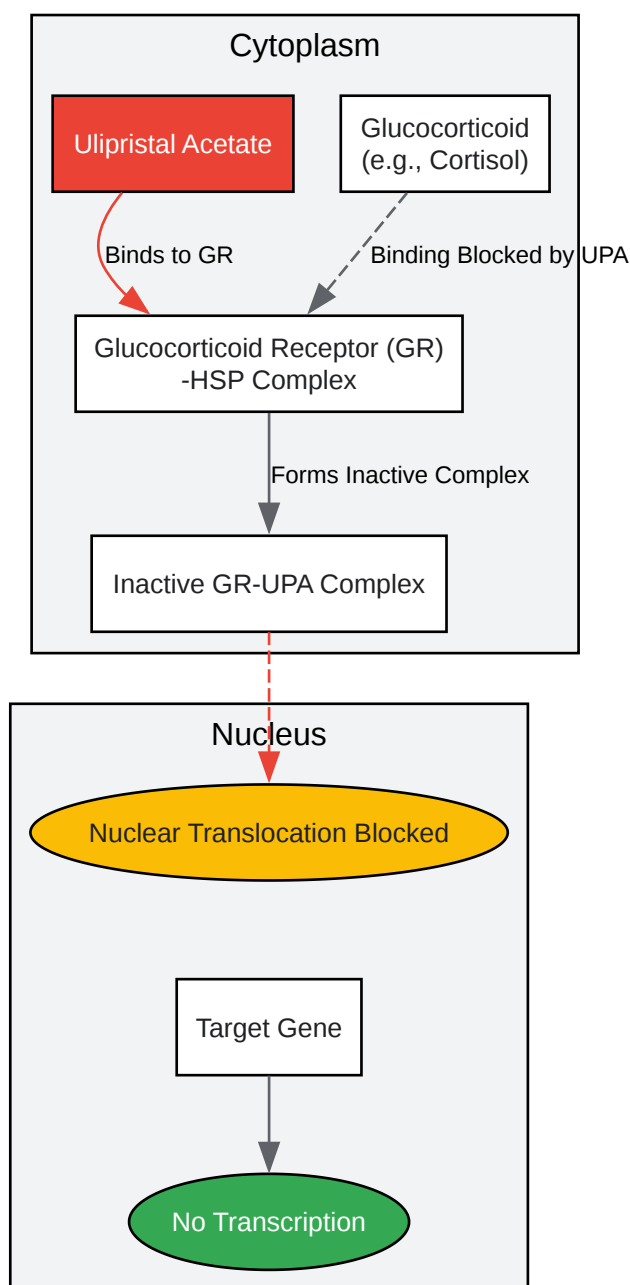 Cytoplasm
Ulipristal Acetate
Glucocorticoid
(e.g., Cortisol)
Binds to GR
Binding Blocked by UPA
Glucocorticoid Receptor (GR)
-HSP Complex
Forms Inactive Complex
Inactive GR-UPA Complex
Nucleus
Nuclear Translocation Blocked
Target Gene
No Transcription